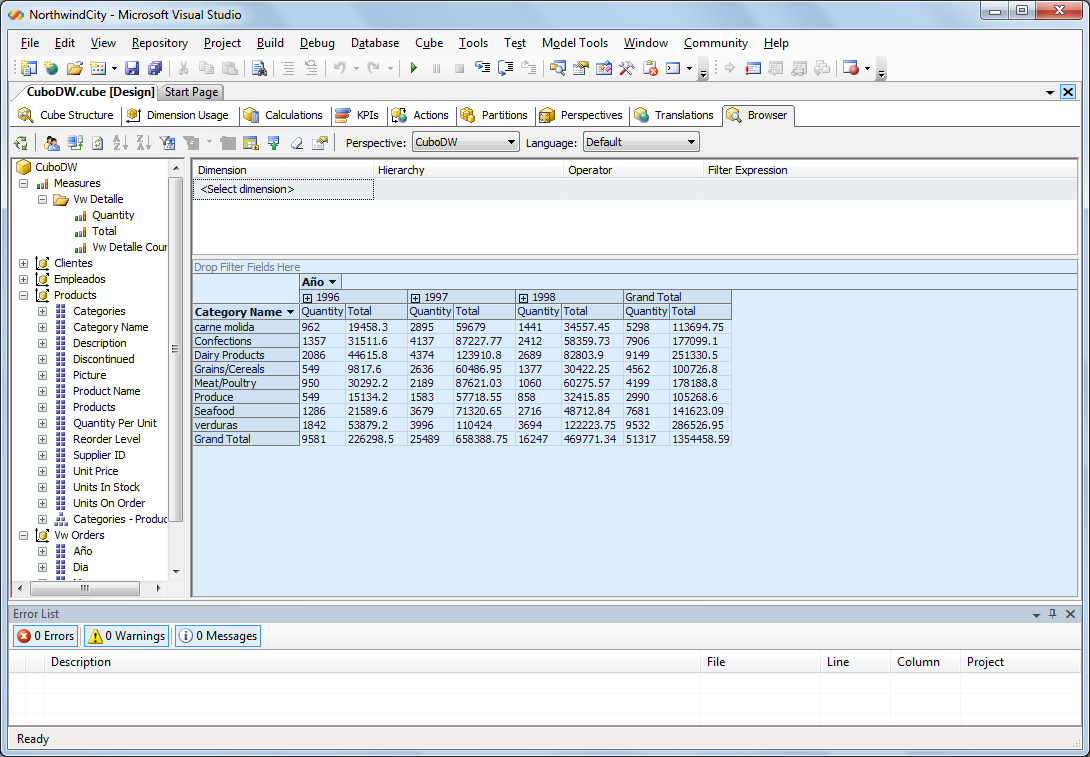 NorthwindCity - Microsoft Visual Studio
File Edit View Repository Project Build Debug Database Cube Tools Test Model Tools Window Community Help
CuboDW.cube [Design] Start Page
Cube Structure Dimension Usage Calculations KPIs Actions Partitions Perspectives Translations Browser
Perspective: CuboDW Language: Default
CuboDW
Measures
Vw Detalle
Quantity
Total
Vw Detalle Cour
Clientes
Empleados
Products
Categories
Category Name
Description
Discontinued
Picture
Product Name
Products
Quantity Per Unit
Reorder Level
Supplier ID
Unit Price
Units In Stock
Units On Order
Categories - Produc
Vw Orders
Año
Dia
Dimension Hierarchy Operator Filter Expression
<Select dimension>
Drop Filter Fields Here
Año
1996 1997 1998 Grand Total
Category Name Quantity Total Quantity Total Quantity Total Quantity Total
carne molida 962 19458.3 2895 59679 1441 34557.45 5298 113694.75
Confections 1357 31511.6 4137 87227.77 2412 58359.73 7906 177099.1
Dairy Products 2086 44615.8 4374 123910.8 2689 82803.9 9149 251330.5
Grains/Cereals 549 9817.6 2636 60486.95 1377 30422.25 4562 100726.8
Meat/Poultry 950 30292.2 2189 87621.03 1060 60275.57 4199 178188.8
Produce 549 15134.2 1583 57718.55 858 32415.85 2990 105268.6
Seafood 1286 21589.6 3679 71320.65 2716 48712.84 7681 141623.09
verduras 1842 53879.2 3996 110424 3694 122223.75 9532 286526.95
Grand Total 9581 226298.5 25489 658388.75 16247 469771.34 51317 1354458.59
Error List
0 Errors 0 Warnings 0 Messages
Description File Line Column Project
Ready